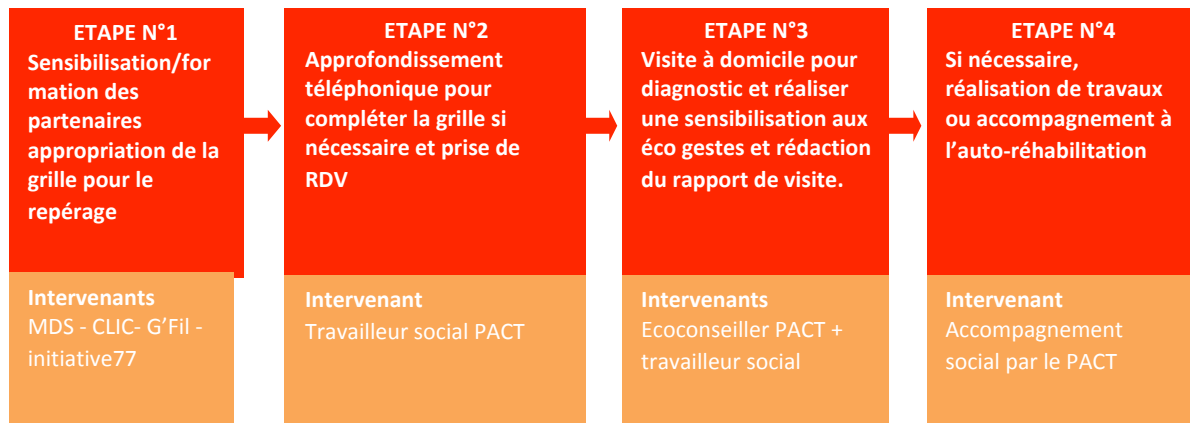 ETAPE N°1
Sensibilisation/for
mation des
partenaires
appropriation de la
grille pour le
repérage
Intervenants
MDS - CLIC- G'Fil -
initiative77
ETAPE N°2
Approfondissement
téléphonique pour
compléter la grille si
nécessaire et prise de
RDV
Intervenant
Travailleur social PACT
ETAPE N°3
Visite à domicile pour
diagnostic et réaliser
une sensibilisation aux
éco gestes et rédaction
du rapport de visite.
Intervenants
Ecoconseiller PACT +
travailleur social
ETAPE N°4
Si nécessaire,
réalisation de travaux
ou accompagnement à
l'auto-réhabilitation
Intervenant
Accompagnement
social par le PACT